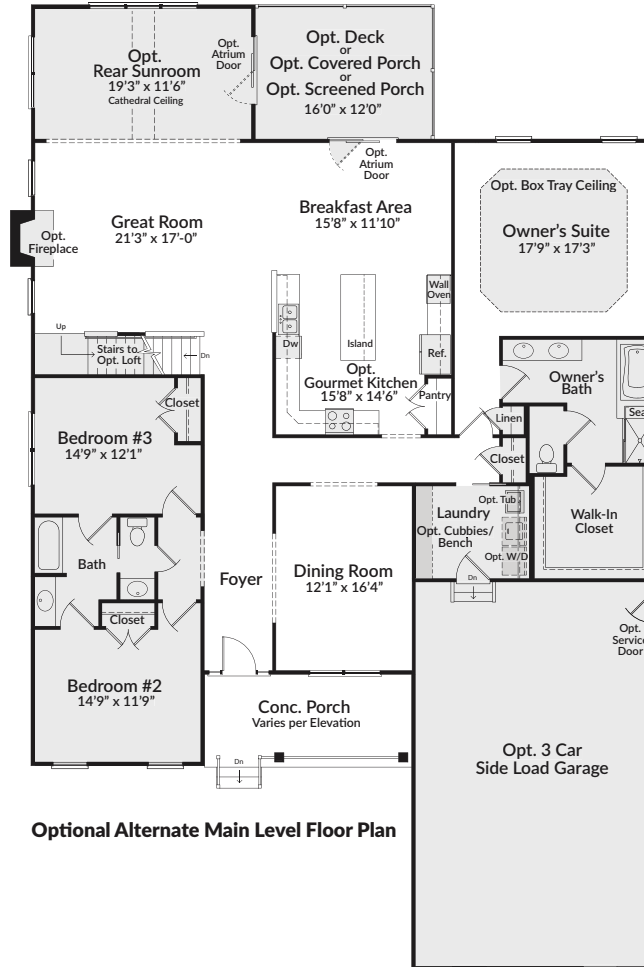 Opt. Deck
or
Opt. Covered Porch
or
Opt. Screened Porch
16'0" x 12'0"
Opt.
Atrium
Door
Opt.
Rear Sunroom
19'3" x 11'6"
Cathedral Ceiling
Opt.
Atrium
Door
Opt. Box Tray Ceiling
Owner's Suite
17'9" x 17'3"
Breakfast Area
15'8" x 11'10"
Great Room
21'3" x 17'-0"
Opt.
Fireplace
Wall
Oven
Up
Stairs to
Opt. Loft
Dn
Dw
Island
Ref.
Opt.
Gourmet Kitchen
15'8" x 14'6"
Pantry
Owner's
Bath
Linen
Closet
Closet
Bedroom #3
14'9" x 12'1"
Opt. Tub
Laundry
Opt. Cubbies/
Bench
Opt. W/D
Dn
Walk-In
Closet
Bath
Foyer
Dining Room
12'1" x 16'4"
Closet
Opt.
Service
Door
Bedroom #2
14'9" x 11'9"
Conc. Porch
Varies per Elevation
Dn
Opt. 3 Car
Side Load Garage
Optional Alternate Main Level Floor Plan